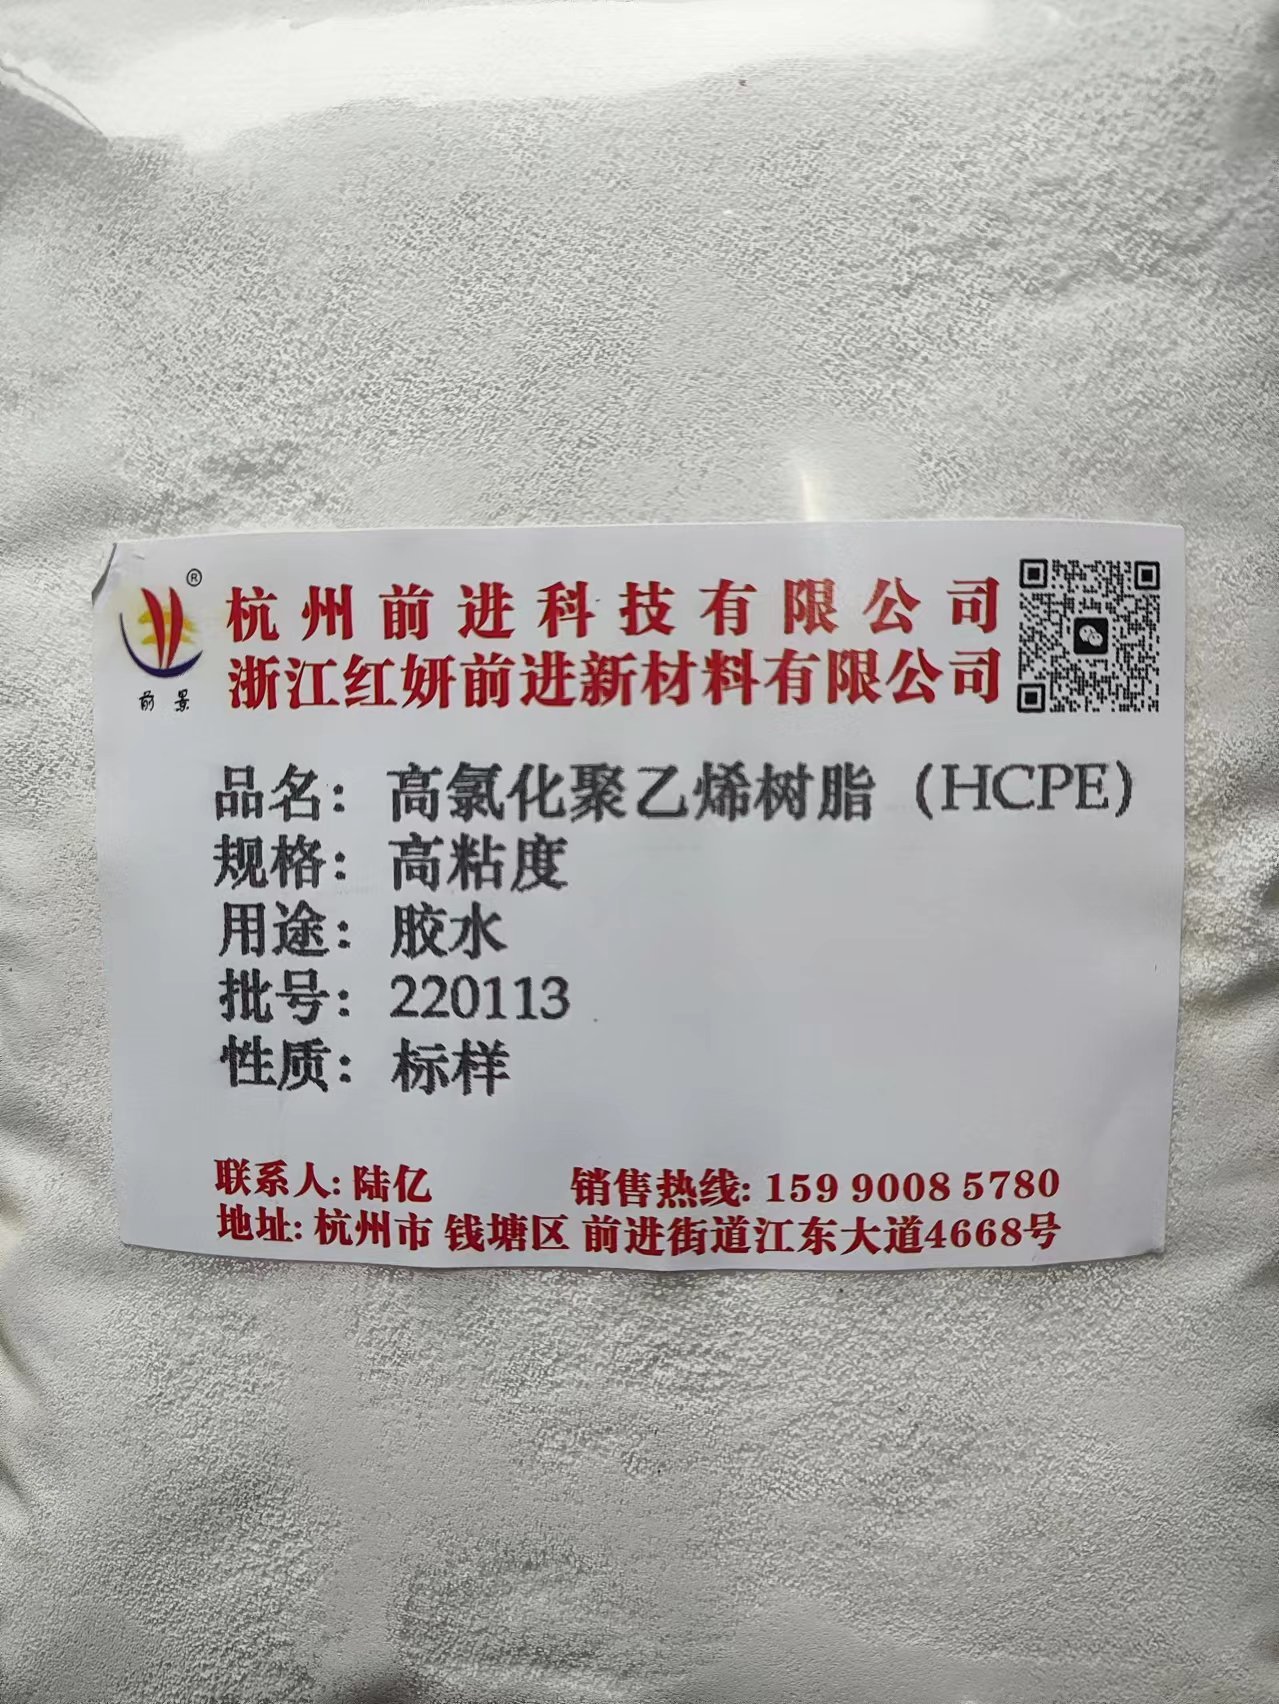 ®
杭州前进科技有限公司
浙江红妍前进新材料有限公司
前景
品名：高氯化聚乙烯树脂（HCPE）
规格：高粘度
用途：胶水
批号：220113
性质：标样
联系人：陆亿 销售热线：159 9008 5780
地址：杭州市 钱塘区 前进街道江东大道4668号